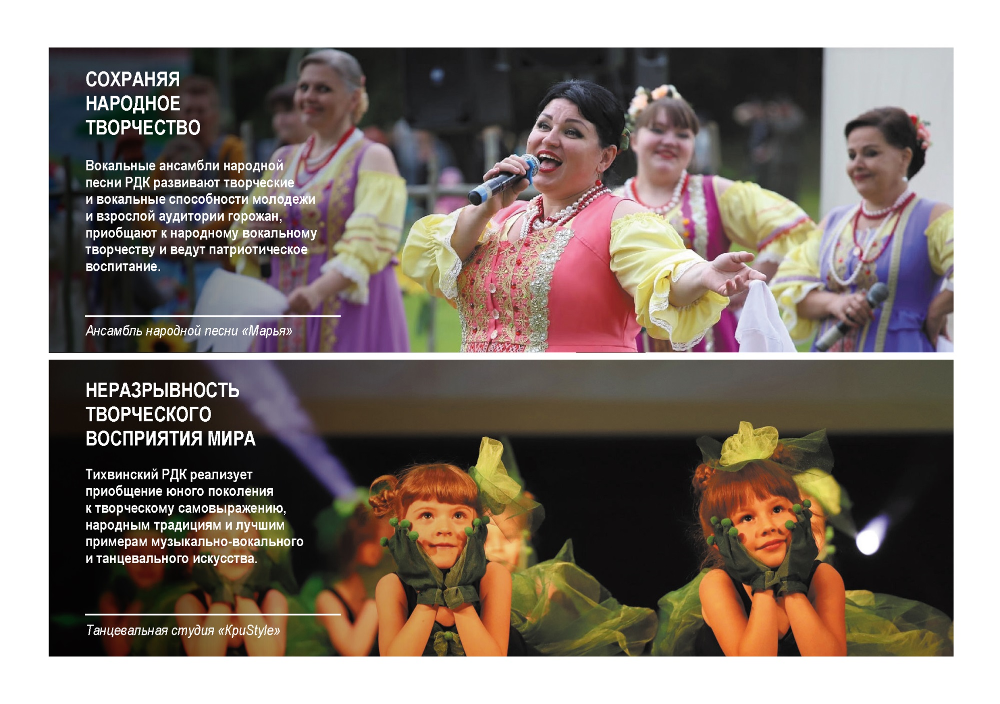 СОХРАНЯЯ
НАРОДНОЕ
ТВОРЧЕСТВО
Вокальные ансамбли народной
песни РДК развивают творческие
и вокальные способности молодежи
и взрослой аудитории горожан,
приобщают к народному вокальному
творчеству и ведут патриотическое
воспитание.
Ансамбль народной песни «Марья»
НЕРАЗРЫВНОСТЬ
ТВОРЧЕСКОГО
ВОСПРИЯТИЯ МИРА
Тихвинский РДК реализует
приобщение юного поколения
к творческому самовыражению,
народным традициям и лучшим
примерам музыкально-вокального
и танцевального искусства.
Танцевальная студия «КриStyle»